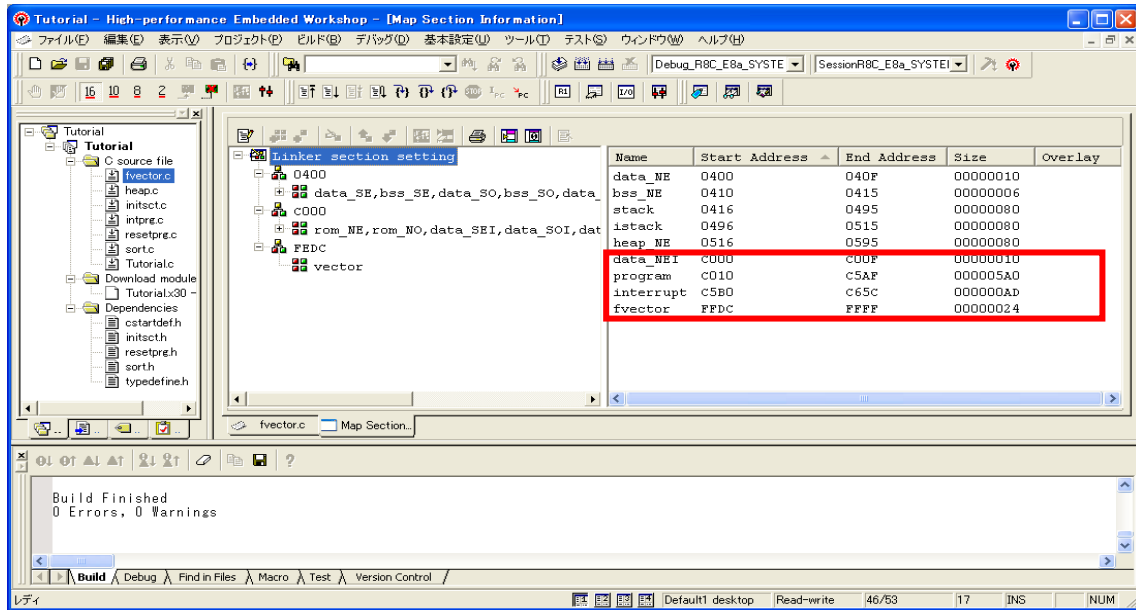 Tutorial - High-performance Embedded Workshop - [Map Section Information]
ファイル(F) 編集(E) 表示(V) プロジェクト(P) ビルド(B) デバッグ(D) 基本設定(U) ツール(T) テスト(S) ウィンドウ(W) ヘルプ(H)
Debug_R8C_E8a_SYSTE SessionR8C_E8a_SYSTEI
16 10 8 2
Tutorial
Tutorial
C source file
fvector.c
heap.c
initsct.c
intprg.c
resetprg.c
sort.c
Tutorial.c
Download module
Tutorial.x30 -
Dependencies
cstartdef.h
initsct.h
resetprg.h
sort.h
typedefine.h
Linker section setting
0400
data_SE,bss_SE,data_SO,bss_SO,data_
C000
rom_NE,rom_NO,data_SEI,data_SOI,dat
FEDC
vector
Name Start Address End Address Size Overlay
data_NE 0400 040F 00000010
bss_NE 0410 0415 00000006
stack 0416 0495 00000080
istack 0496 0515 00000080
heap_NE 0516 0595 00000080
data_NEI C000 C00F 00000010
program C010 C5AF 000005A0
interrupt C5B0 C65C 000000AD
fvector FFDC FFFF 00000024
fvector.c Map Section...
Build Finished
0 Errors, 0 Warnings
Build Debug Find in Files Macro Test Version Control
レディ Default1 desktop Read-write 46/53 17 INS NUM